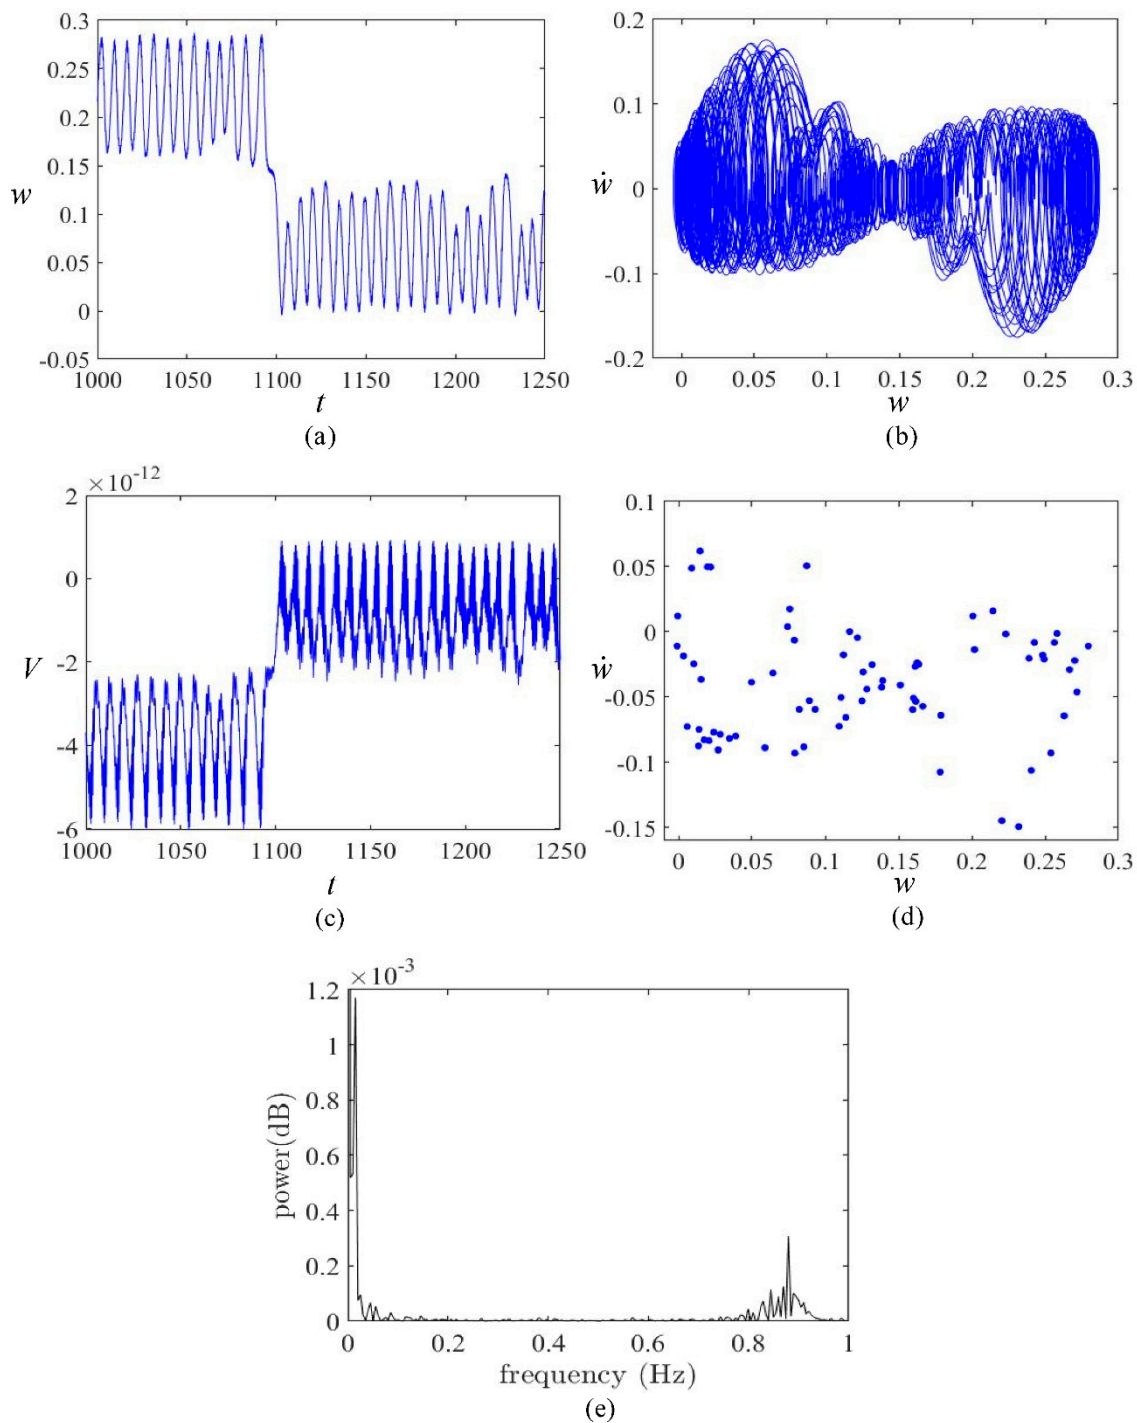 0.3
0.25
0.2
0.15
0.1
0.05
0
-0.05
w
1000 1050 1100 1150 1200 1250
t
(a)
0.2
0.1
0
-0.1
-0.2
ẇ
0 0.05 0.1 0.15 0.2 0.25 0.3
w
(b)
×10⁻¹²
2
0
-2
-4
-6
V
1000 1050 1100 1150 1200 1250
t
(c)
0.1
0.05
0
-0.05
-0.1
-0.15
ẇ
0 0.05 0.1 0.15 0.2 0.25 0.3
w
(d)
×10⁻³
1.2
1
0.8
0.6
0.4
0.2
0
power(dB)
0 0.2 0.4 0.6 0.8 1
frequency (Hz)
(e)